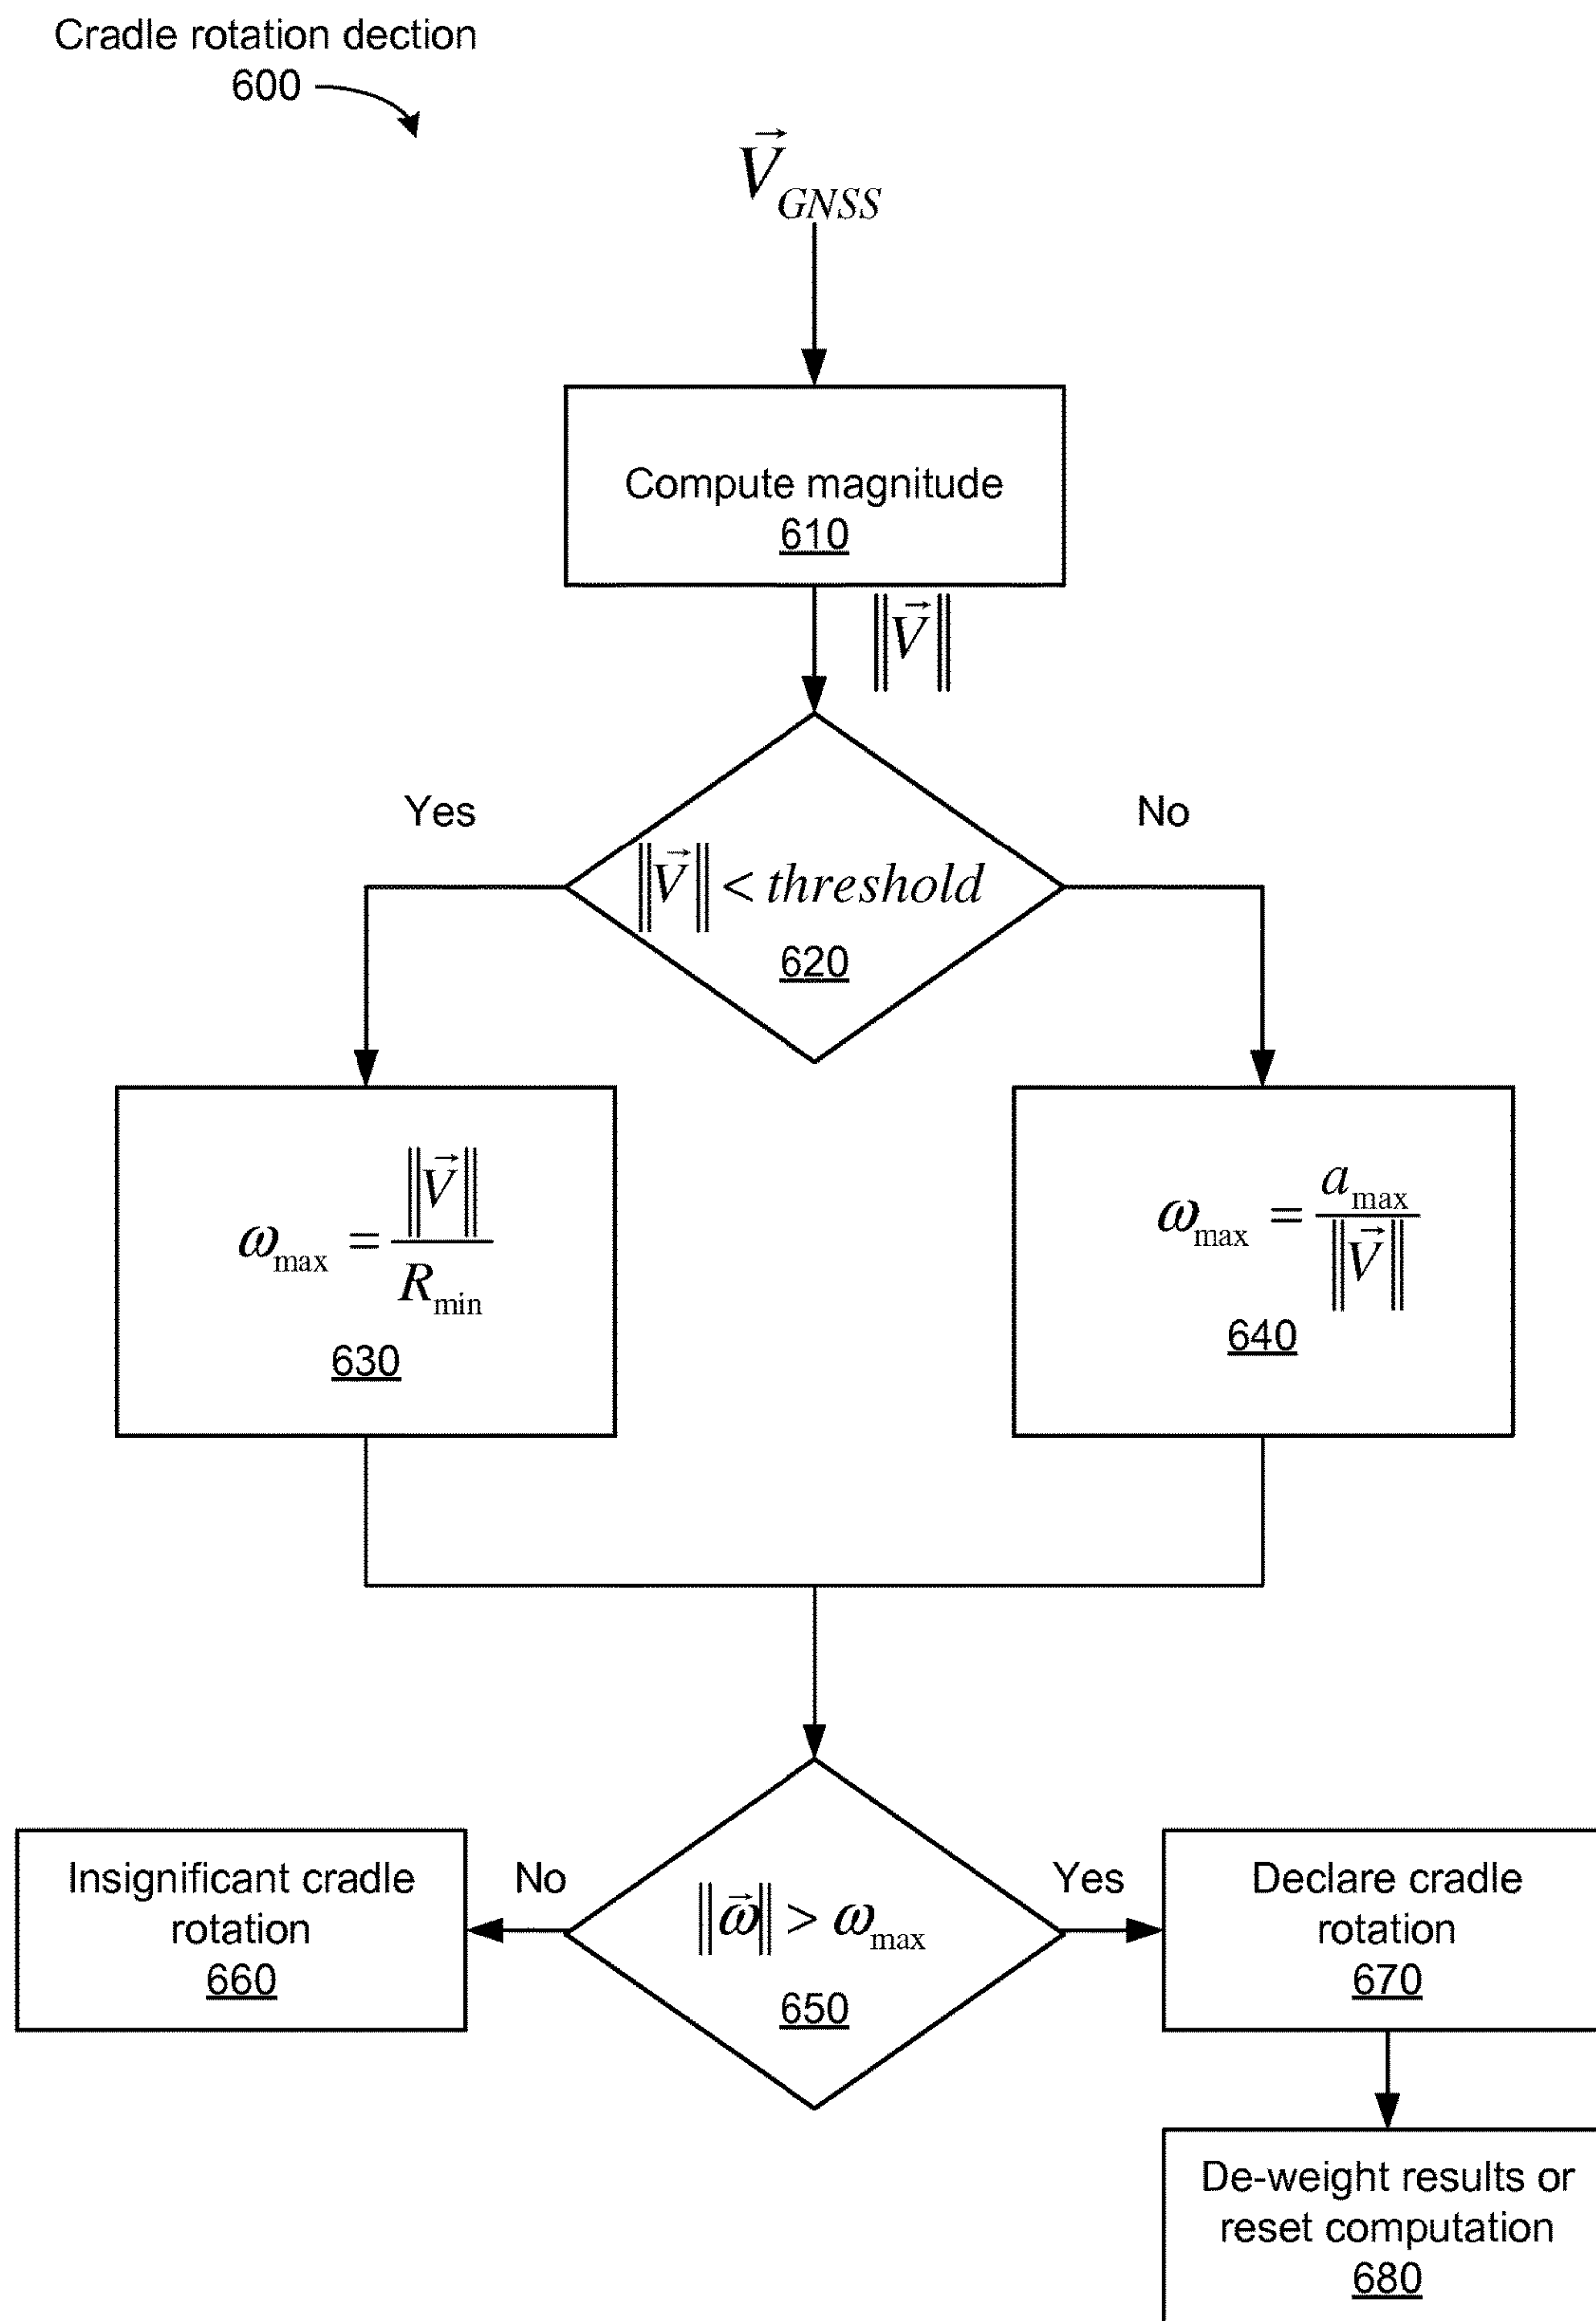 Cradle rotation dection
600
V⃗_GNSS
Compute magnitude
610
‖V⃗‖
Yes
No
‖V⃗‖ < threshold
620
ω_max = ‖V⃗‖ / R_min
630
ω_max = a_max / ‖V⃗‖
640
Insignificant cradle
rotation
660
No
‖ω⃗‖ > ω_max
650
Yes
Declare cradle
rotation
670
De-weight results or
reset computation
680